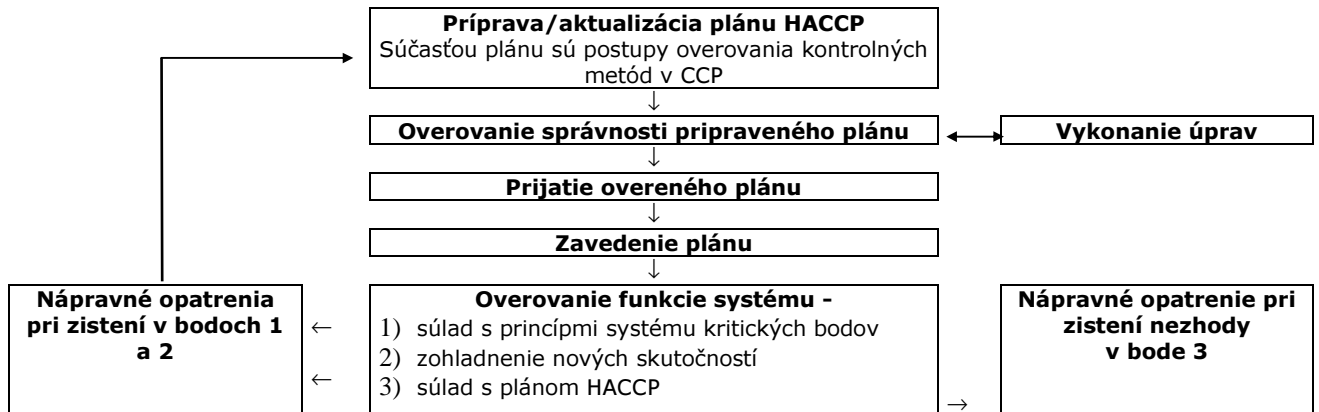 Príprava/aktualizácia plánu HACCP
Súčasťou plánu sú postupy overovania kontrolných
metód v CCP
↓
Overovanie správnosti pripraveného plánu
Vykonanie úprav
↓
Prijatie overeného plánu
↓
Zavedenie plánu
↓
Nápravné opatrenia
pri zistení v bodoch 1
a 2
←
←
Overovanie funkcie systému -
1) súlad s princípmi systému kritických bodov
2) zohladnenie nových skutočností
3) súlad s plánom HACCP
→
Nápravné opatrenie pri
zistení nezhody
v bode 3